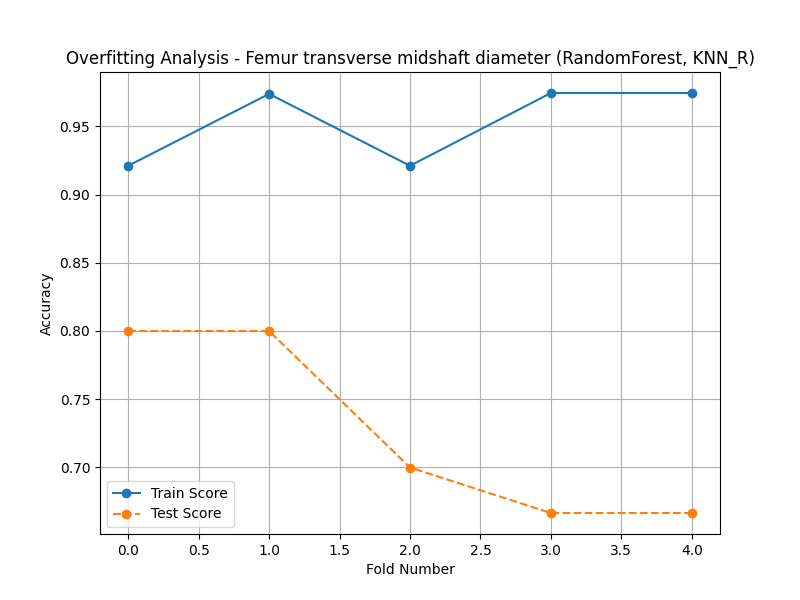 Overfitting Analysis - Femur transverse midshaft diameter (RandomForest, KNN_R)
Accuracy
0.95
0.90
0.85
0.80
0.75
0.70
Train Score
Test Score
0.0 0.5 1.0 1.5 2.0 2.5 3.0 3.5 4.0
Fold Number